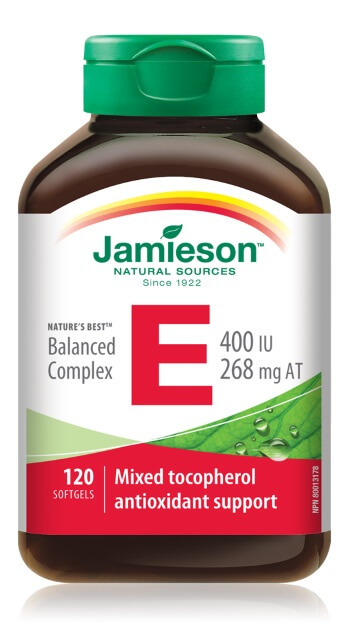 Jamieson™
NATURAL SOURCES
Since 1922
NATURE'S BEST™
Balanced
Complex
E
400 IU
268 mg AT
120
SOFTGELS
Mixed tocopherol
antioxidant support
NPN 80013178